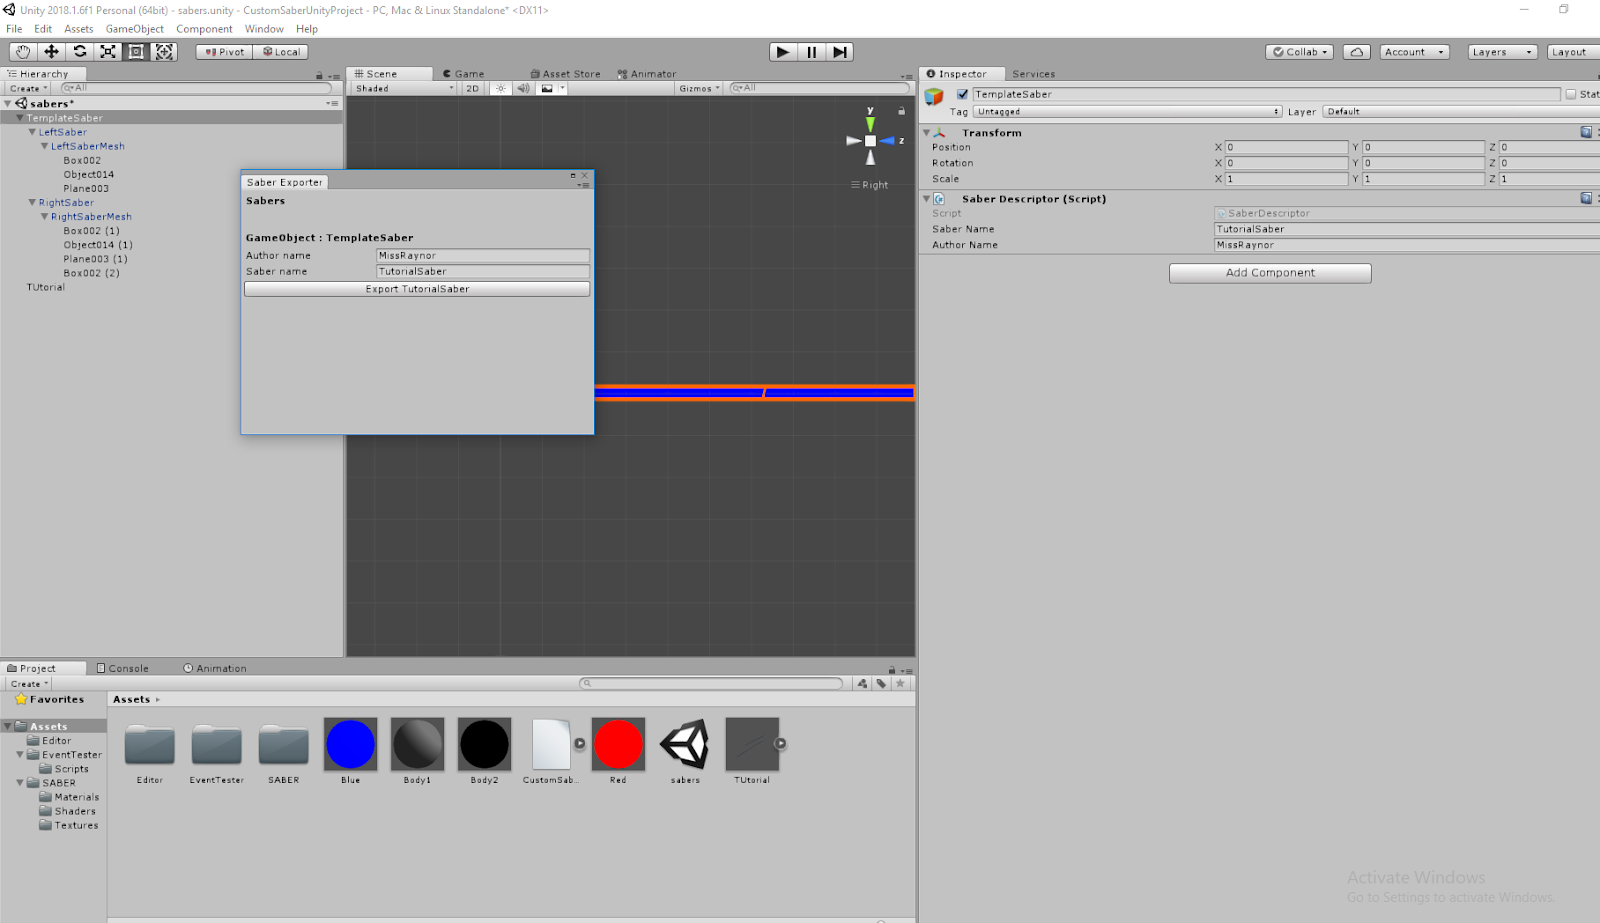 Unity 2018.1.6f1 Personal (64bit) - sabers.unity - CustomSaberUnityProject - PC, Mac & Linux Standalone* <DX11>
File Edit Assets GameObject Component Window Help
Pivot Local Collab Account Layers Layout
Hierarchy
Create All
sabers*
TemplateSaber
LeftSaber
LeftSaberMesh
Box002
Object014
Plane003
RightSaber
RightSaberMesh
Box002 (1)
Object014 (1)
Plane003 (1)
Box002 (2)
TUtorial
Scene Game Asset Store Animator
Shaded 2D Gizmos All
y
z
Right
Saber Exporter
Sabers
GameObject : TemplateSaber
Author name MissRaynor
Saber name TutorialSaber
Export TutorialSaber
Inspector Services
TemplateSaber Stat
Tag Untagged Layer Default
Transform
Position X 0 Y 0 Z 0
Rotation X 0 Y 0 Z 0
Scale X 1 Y 1 Z 1
Saber Descriptor (Script)
Script SaberDescriptor
Saber Name TutorialSaber
Author Name MissRaynor
Add Component
Project Console Animation
Create
Favorites
Assets
Editor
EventTester
Scripts
SABER
Materials
Shaders
Textures
Assets
Editor EventTester SABER Blue Body1 Body2 CustomSab... Red sabers TUtorial
Activate Windows
Go to Settings to activate Windows.